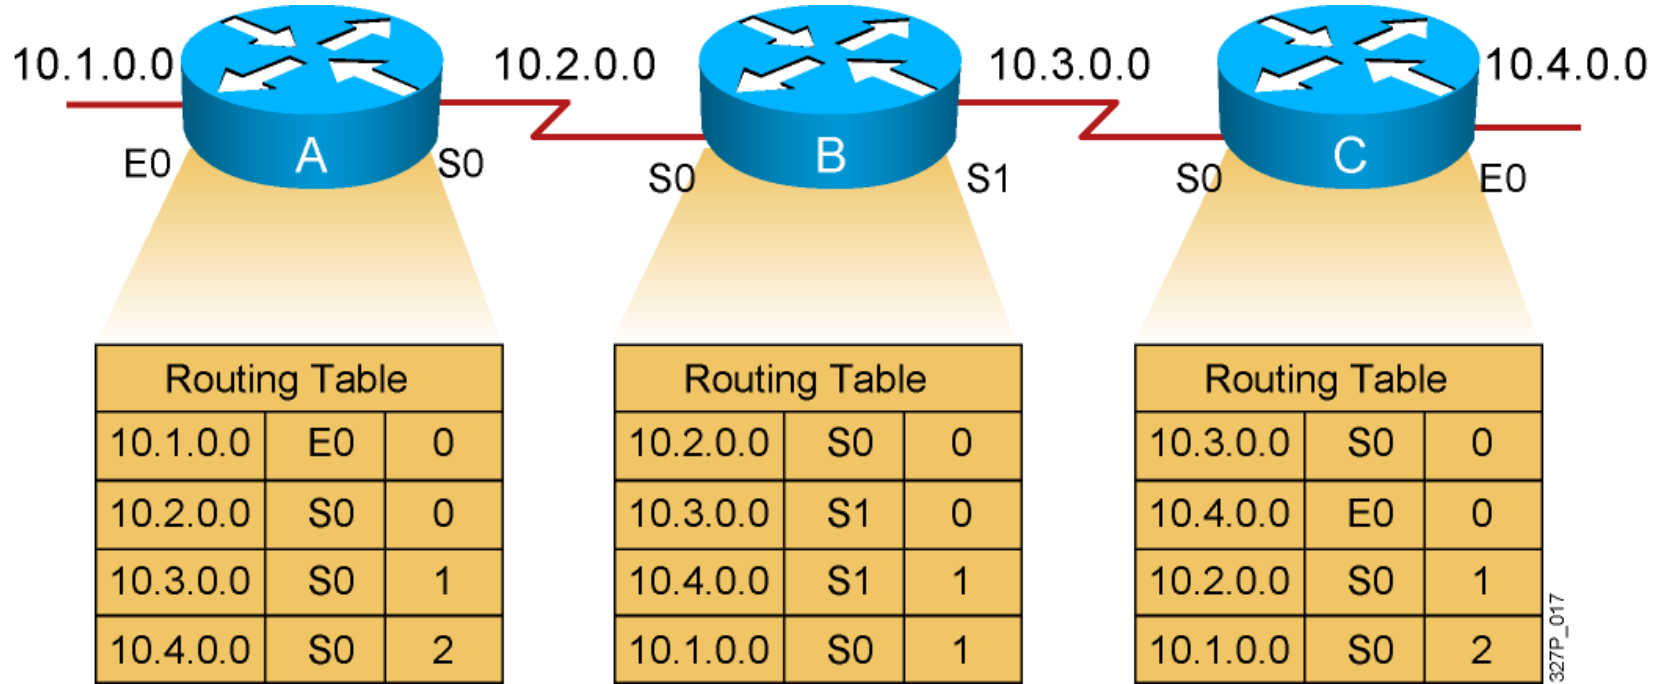 10.1.0.0 10.2.0.0 10.3.0.0 10.4.0.0
A B C
E0 S0 S0 S1 S0 E0
Routing Table
10.1.0.0 E0 0
10.2.0.0 S0 0
10.3.0.0 S0 1
10.4.0.0 S0 2
Routing Table
10.2.0.0 S0 0
10.3.0.0 S1 0
10.4.0.0 S1 1
10.1.0.0 S0 1
Routing Table
10.3.0.0 S0 0
10.4.0.0 E0 0
10.2.0.0 S0 1
10.1.0.0 S0 2
327P_017